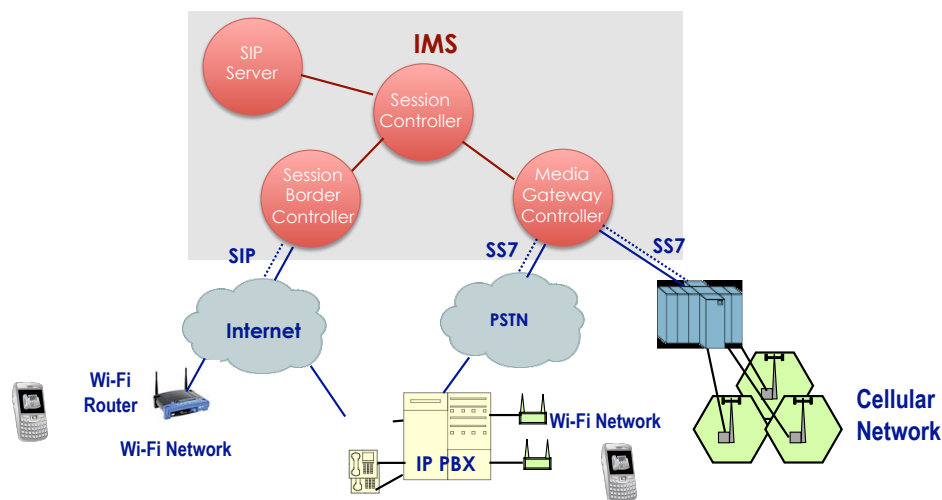 IMS
SIP
Server
Session
Controller
Session
Border
Controller
Media
Gateway
Controller
SIP
SS7
SS7
Internet
PSTN
Wi-Fi
Router
Wi-Fi Network
IP PBX
Wi-Fi Network
Cellular
Network